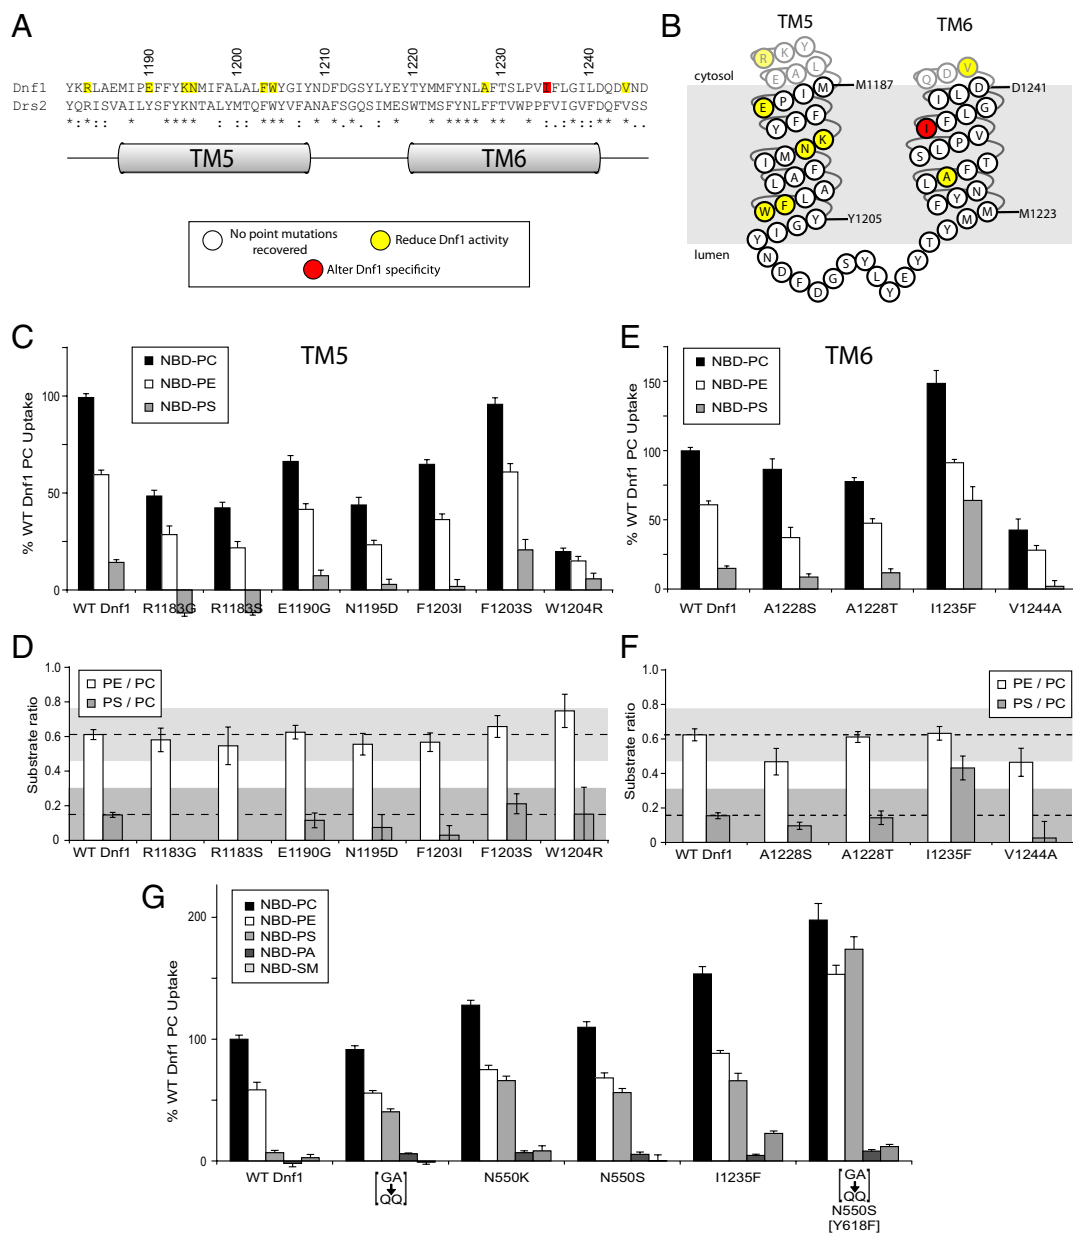 A
1190 1200 1210 1220 1230 1240
Dnf1 YKRLAEMIPEFFYKNMIFALALFWYGIYNDFDGSYLYEYTYMMFYNLAFTSLPVIFLGILDQDVND
Drs2 YQRISVAILYSFYKNTALYMTQFWYVFANAFSGQSIMESWTMSFYNLFFTVWPPFVIGVFDQFVSS
TM5 TM6
No point mutations
recovered
Reduce Dnf1 activity
Alter Dnf1 specificity
B
TM5 TM6
R K Y
E A L
Q D V
cytosol
E P I M M1187
L I L D D1241
Y F F
I F L G
I M N K
S L P V
L A F A
L A F T
W F L A
F Y N
Y I G Y Y1205
T Y M M M1223
lumen
N D F D G S Y L Y E Y
C
TM5
% WT Dnf1 PC Uptake
NBD-PC
NBD-PE
NBD-PS
100
50
0
WT Dnf1 R1183G R1183S E1190G N1195D F1203I F1203S W1204R
E
TM6
% WT Dnf1 PC Uptake
NBD-PC
NBD-PE
NBD-PS
150
100
50
0
WT Dnf1 A1228S A1228T I1235F V1244A
D
Substrate ratio
PE / PC
PS / PC
1.0
0.8
0.6
0.4
0.2
0
WT Dnf1 R1183G R1183S E1190G N1195D F1203I F1203S W1204R
F
Substrate ratio
PE / PC
PS / PC
1.0
0.8
0.6
0.4
0.2
0
WT Dnf1 A1228S A1228T I1235F V1244A
G
% WT Dnf1 PC Uptake
NBD-PC
NBD-PE
NBD-PS
NBD-PA
NBD-SM
200
100
0
WT Dnf1 [GA N550K N550S I1235F [GA
QQ] QQ]
N550S
[Y618F]